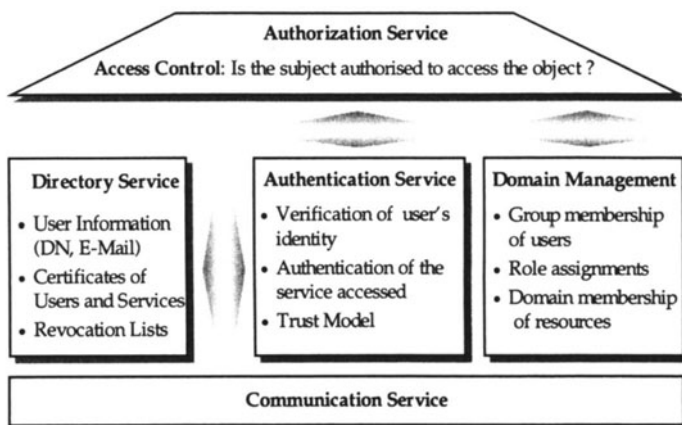 Authorization Service
Access Control: Is the subject authorised to access the object ?
Directory Service
• User Information
(DN, E-Mail)
• Certificates of
Users and Services
• Revocation Lists
Authentication Service
• Verification of user's
identity
• Authentication of the
service accessed
• Trust Model
Domain Management
• Group membership
of users
• Role assignments
• Domain membership
of resources
Communication Service